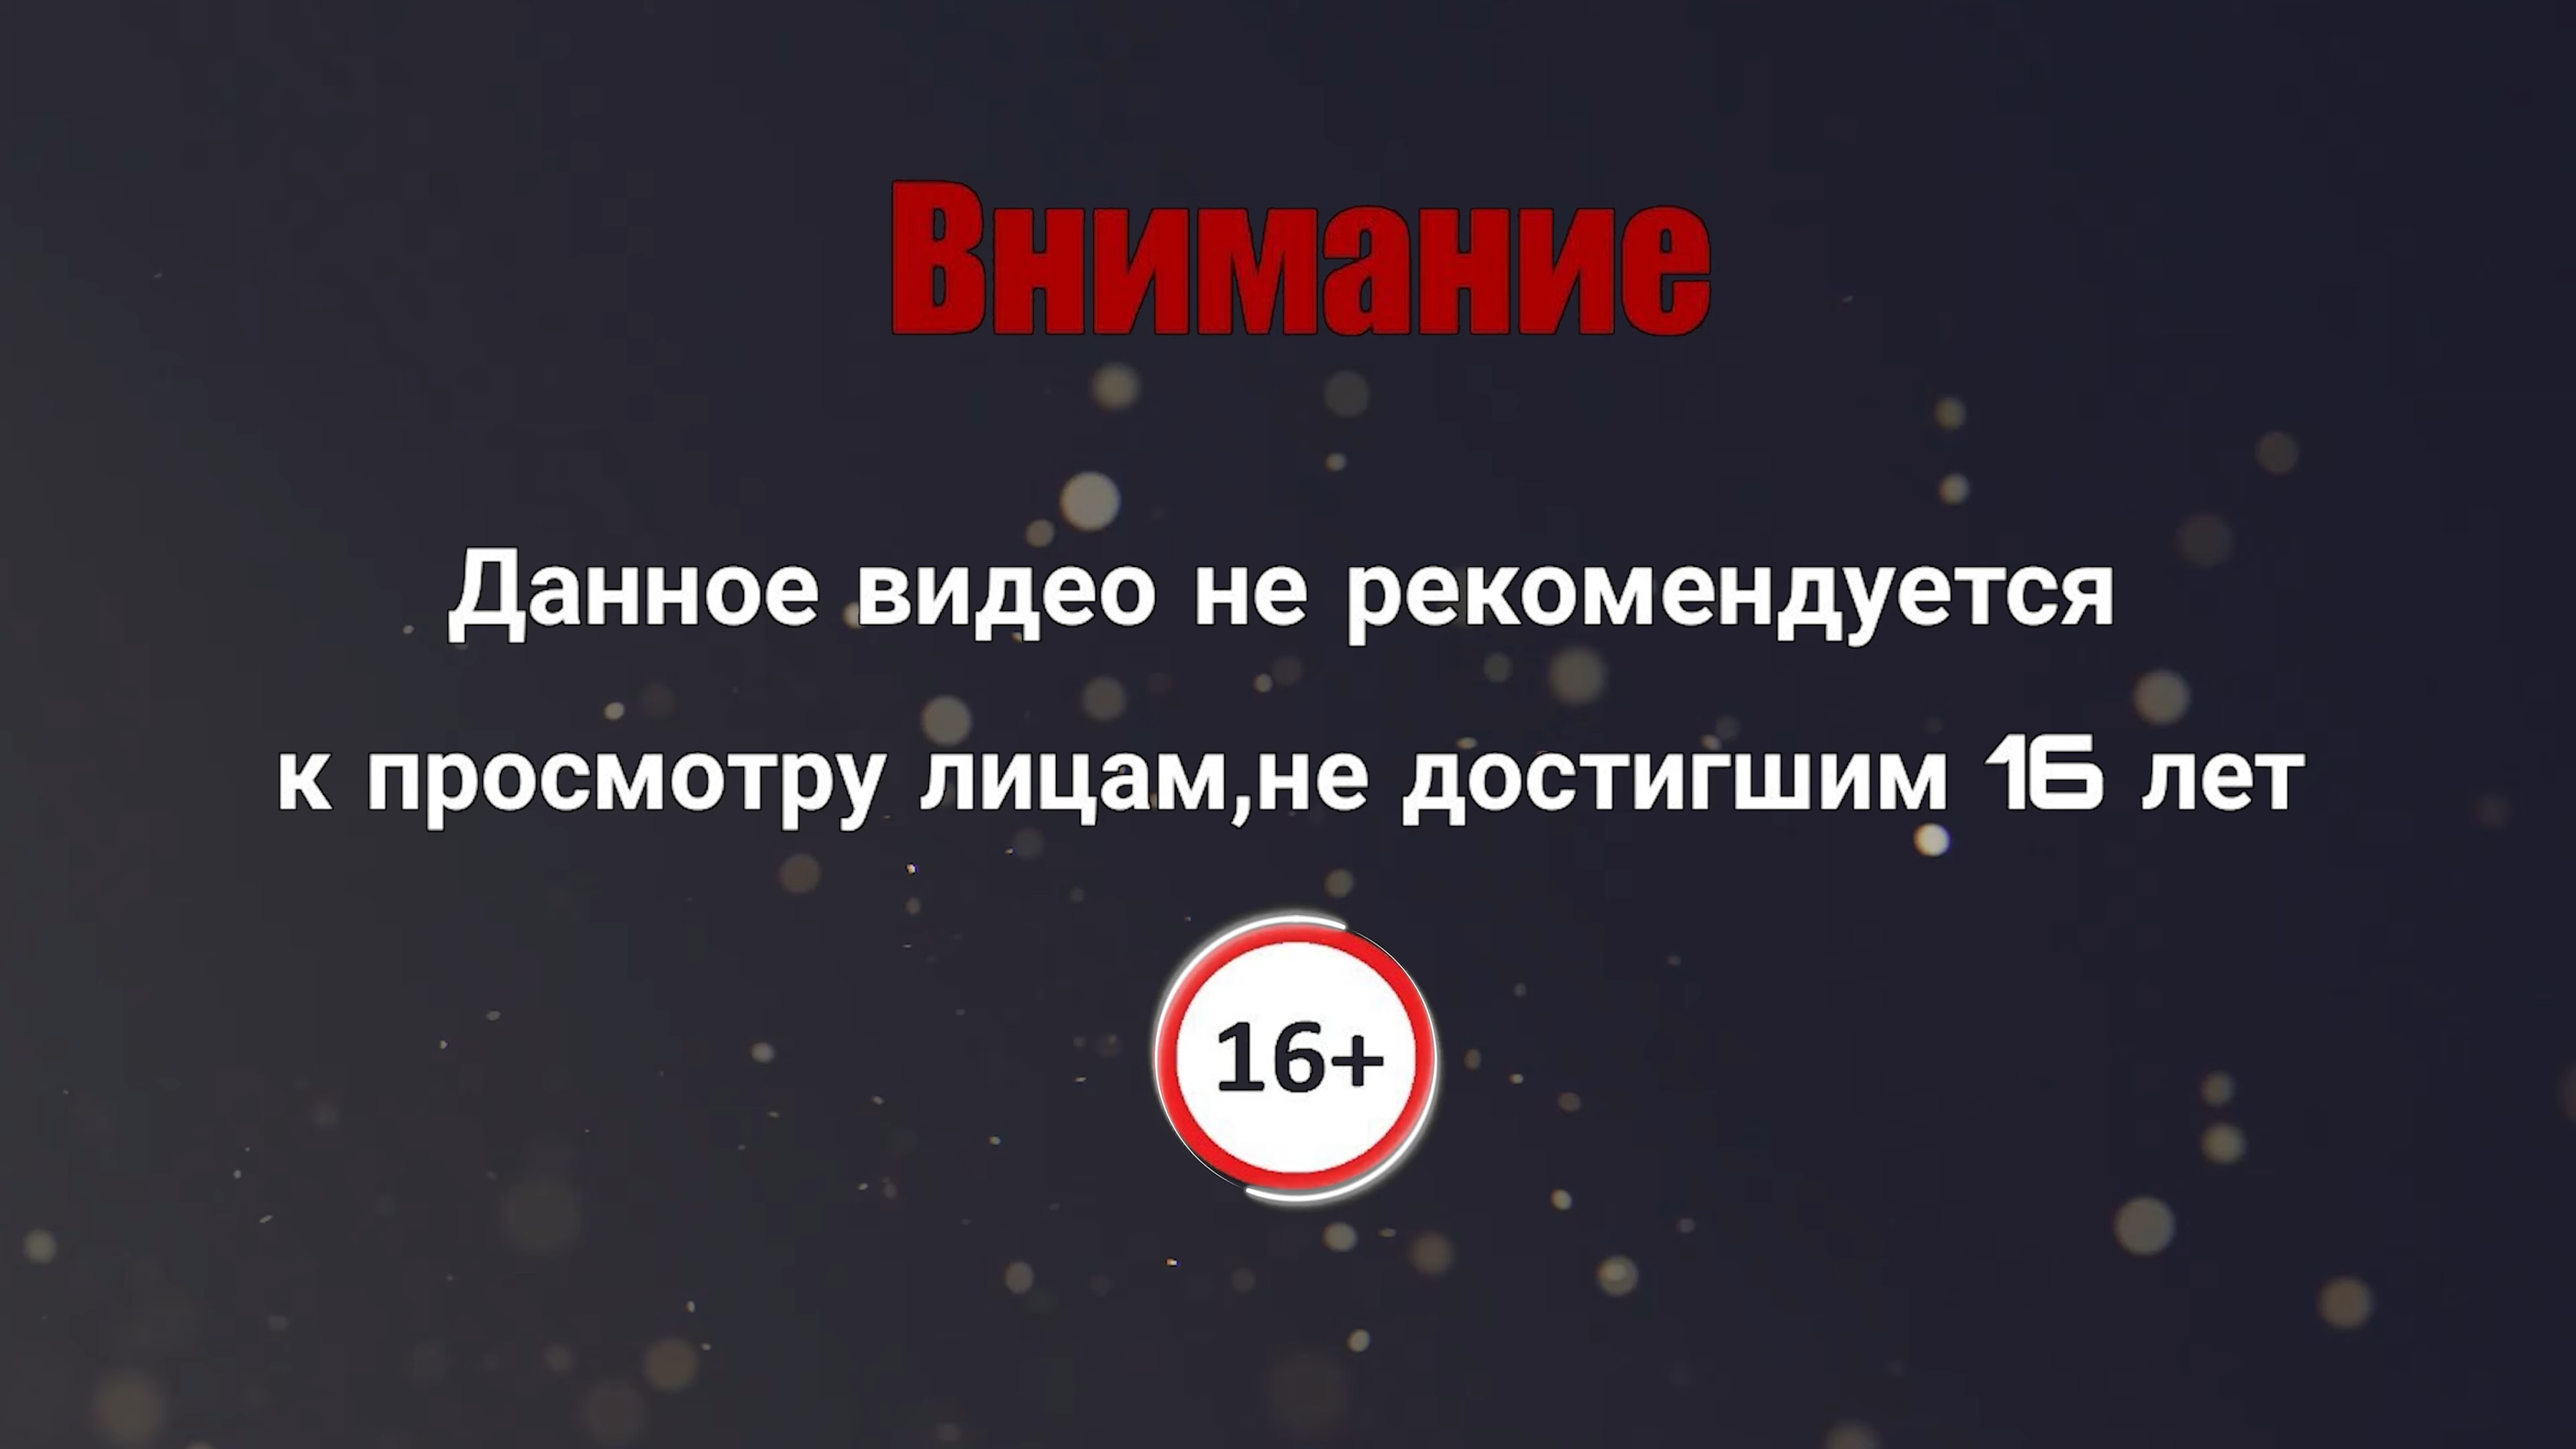 Внимание
Данное видео не рекомендуется
к просмотру лицам,не достигшим 16 лет
16+